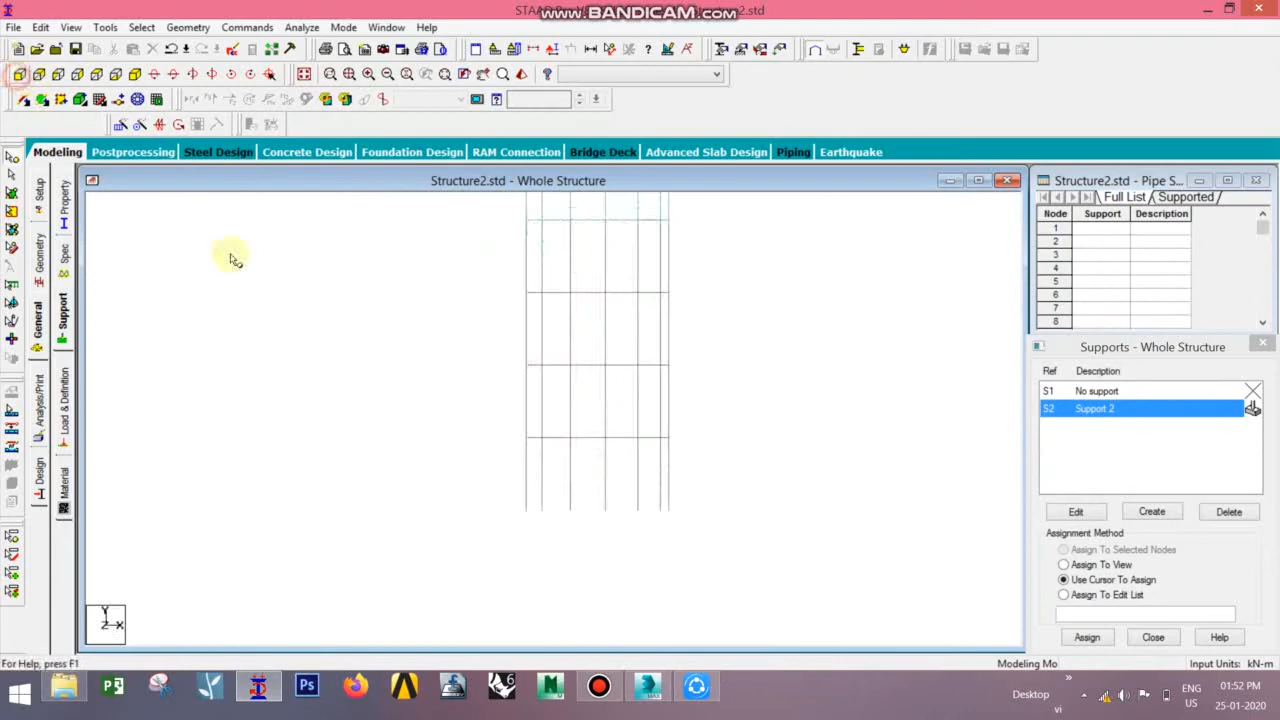 STAAD
Structure2.std
www.BANDICAM.com
File Edit View Tools Select Geometry Commands Analyze Mode Window Help
Modeling Postprocessing Steel Design Concrete Design Foundation Design RAM Connection Bridge Deck Advanced Slab Design Piping Earthquake
Structure2.std - Whole Structure
Structure2.std - Pipe S...
Full List Supported
Node Support Description
1
2
3
4
5
6
7
8
Setup
Geometry
General
Analysis/Print
Design
Property
Spec
Support
Load & Definition
Material
Supports - Whole Structure
Ref Description
S1 No support
S2 Support 2
Edit Create Delete
Assignment Method
Assign To Selected Nodes
Assign To View
Use Cursor To Assign
Assign To Edit List
Assign Close Help
Y
Z X
For Help, press F1
Modeling Mo
Input Units: kN-m
Desktop
vi
ENG
US
01:52 PM
25-01-2020